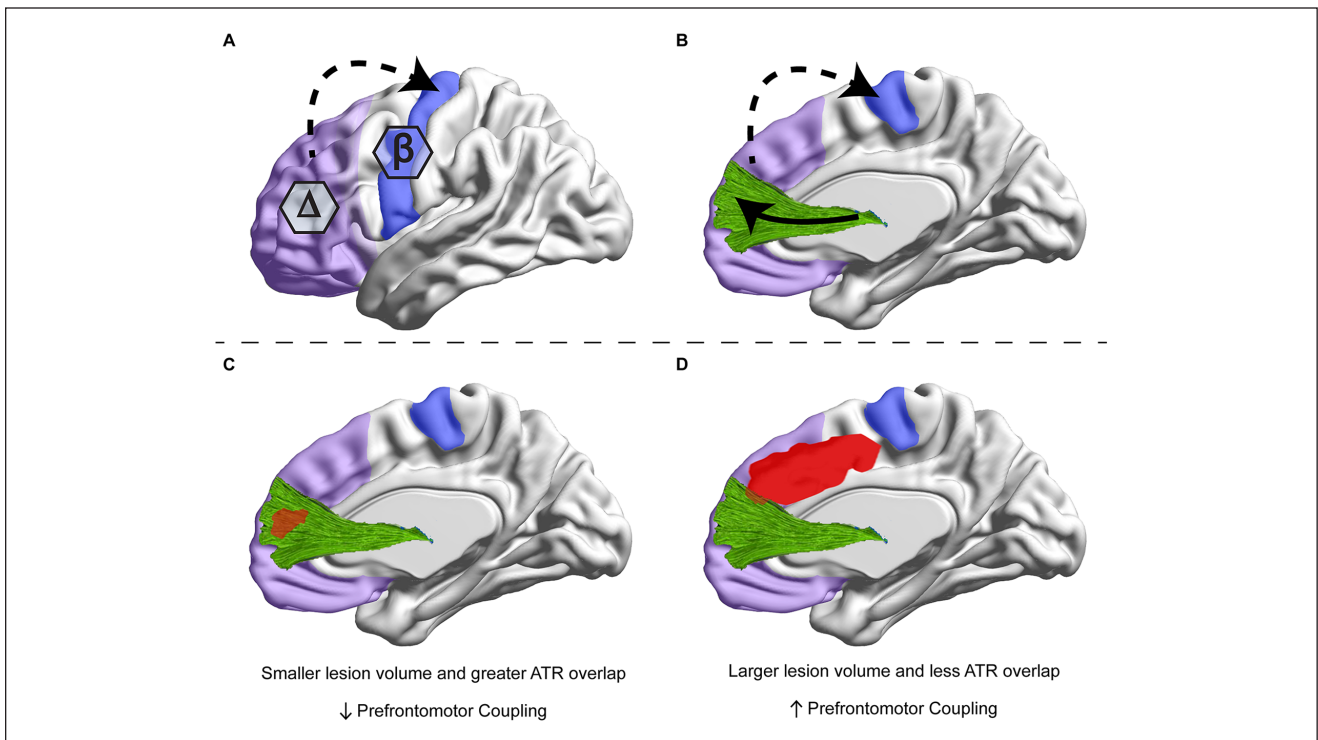 A
B
Δ
β
C
D
Smaller lesion volume and greater ATR overlap
↓ Prefrontomotor Coupling
Larger lesion volume and less ATR overlap
↑ Prefrontomotor Coupling